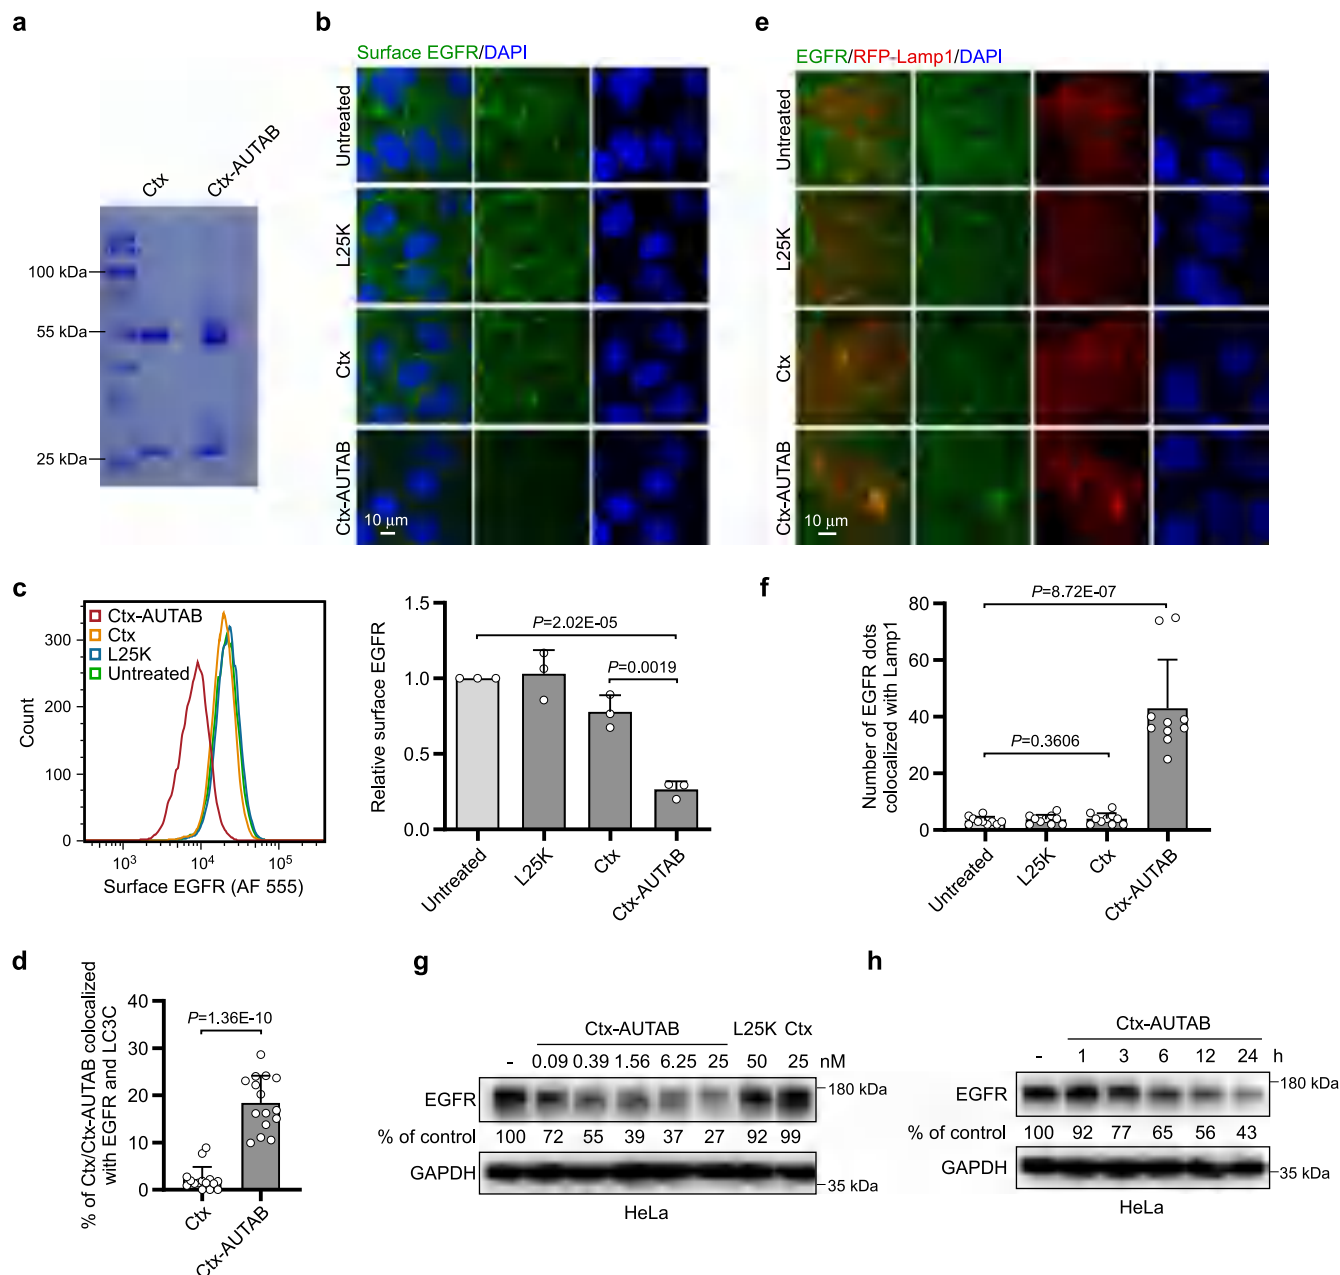 a
Ctx
Ctx-AUTAB
100 kDa
55 kDa
25 kDa
b
Surface EGFR/DAPI
Untreated
L25K
Ctx
Ctx-AUTAB
10 μm
e
EGFR/RFP-Lamp1/DAPI
Untreated
L25K
Ctx
Ctx-AUTAB
10 μm
c
Ctx-AUTAB
Ctx
L25K
Untreated
Count
300
200
100
0
10³ 10⁴ 10⁵
Surface EGFR (AF 555)
Relative surface EGFR
1.5
1.0
0.5
0.0
P=2.02E-05
P=0.0019
Untreated
L25K
Ctx
Ctx-AUTAB
f
Number of EGFR dots
colocalized with Lamp1
80
60
40
20
0
P=8.72E-07
P=0.3606
Untreated
L25K
Ctx
Ctx-AUTAB
d
% of Ctx/Ctx-AUTAB colocalized
with EGFR and LC3C
40
30
20
10
0
P=1.36E-10
Ctx
Ctx-AUTAB
g
Ctx-AUTAB L25K Ctx
- 0.09 0.39 1.56 6.25 25 50 25 nM
EGFR
180 kDa
% of control 100 72 55 39 37 27 92 99
GAPDH
35 kDa
HeLa
h
Ctx-AUTAB
- 1 3 6 12 24 h
EGFR
180 kDa
% of control 100 92 77 65 56 43
GAPDH
35 kDa
HeLa